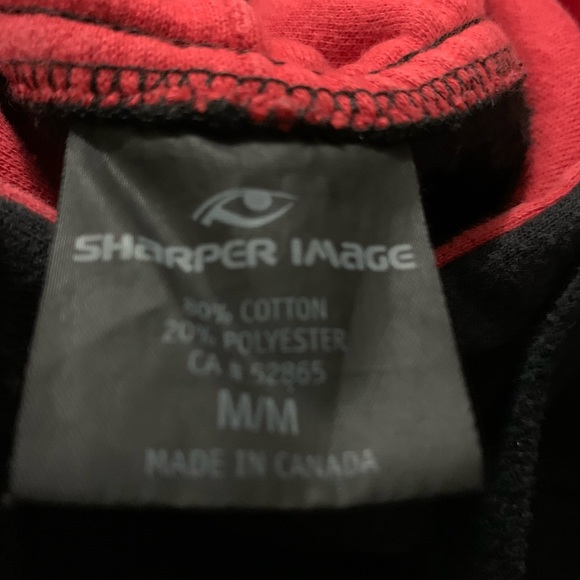 SHARPER IMAGE
80% COTTON
20% POLYESTER
CA # 52865
M/M
MADE IN CANADA